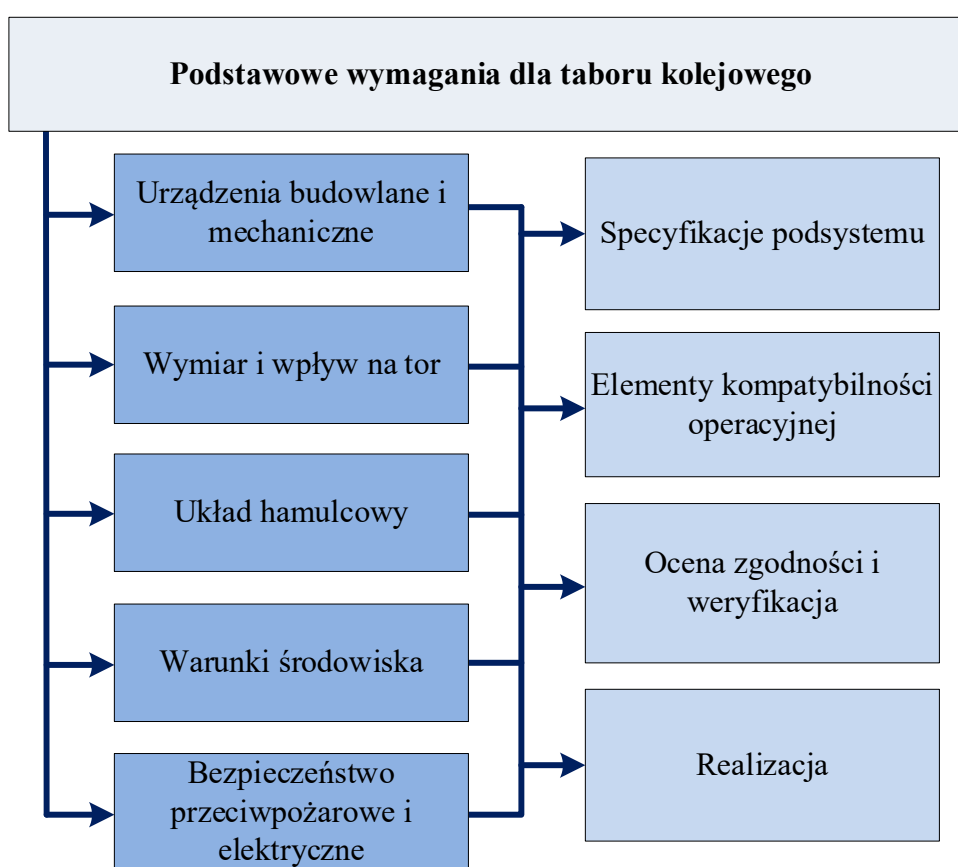 Podstawowe wymagania dla taboru kolejowego
Urządzenia budowlane i
mechaniczne
Wymiar i wpływ na tor
Układ hamulcowy
Warunki środowiska
Bezpieczeństwo
przeciwpożarowe i
elektryczne
Specyfikacje podsystemu
Elementy kompatybilności
operacyjnej
Ocena zgodności i
weryfikacja
Realizacja